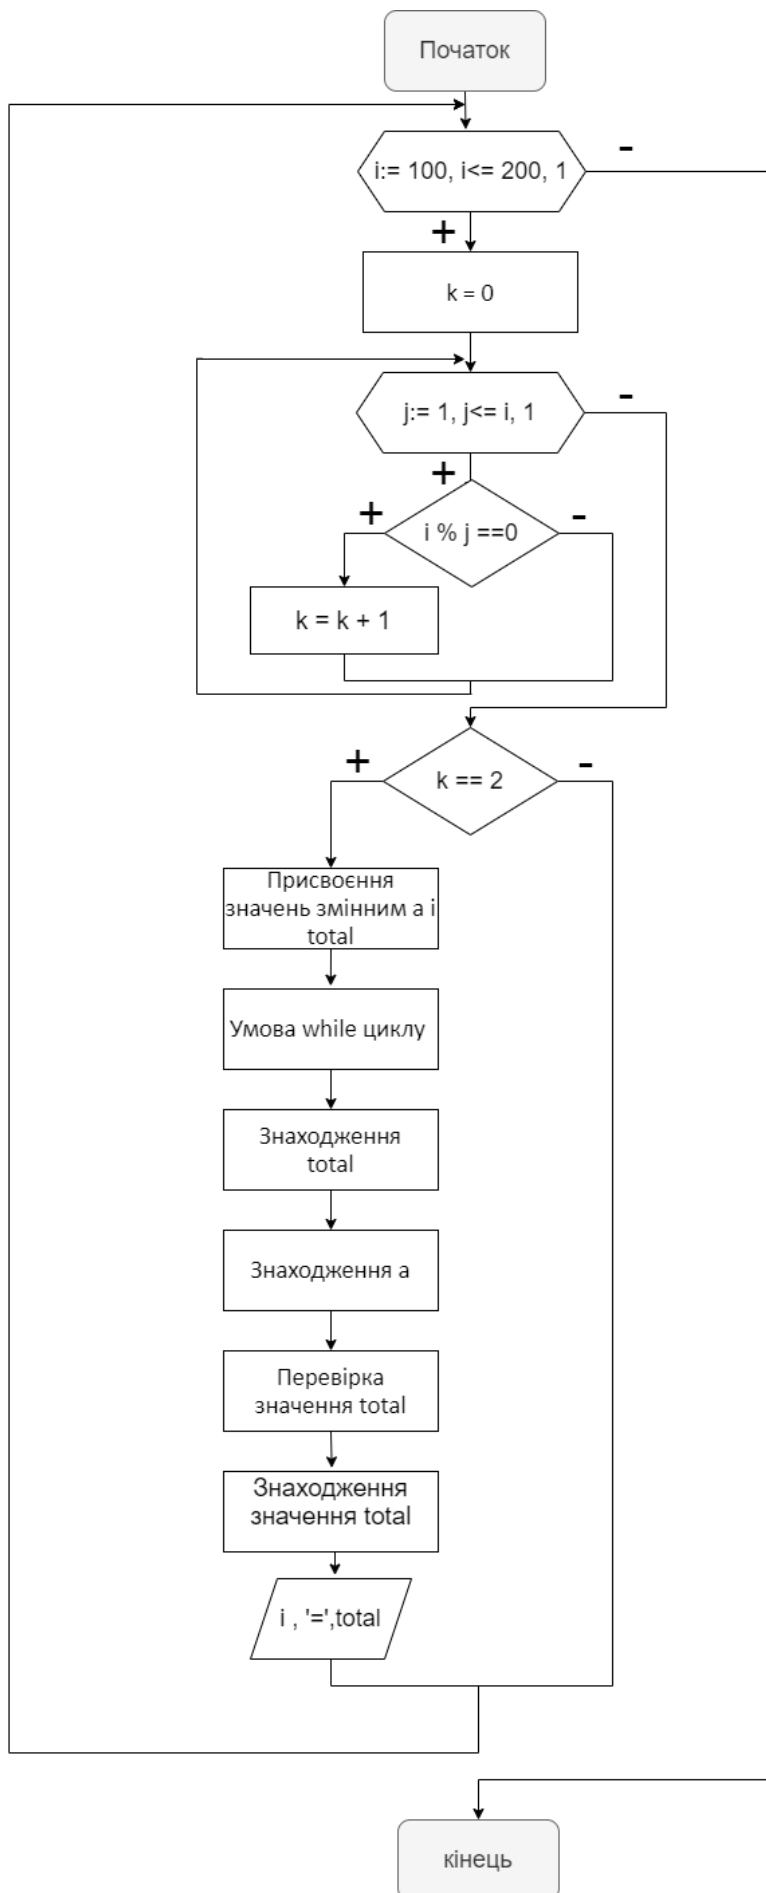 Початок
-
i:= 100, i<= 200, 1
+
k = 0
-
j:= 1, j<= i, 1
+
+
-
i % j ==0
k = k + 1
+
-
k == 2
Присвоєння
значень змінним а і
total
Умова while циклу
Знаходження
total
Знаходження а
Перевірка
значення total
Знаходження
значення total
i , '=',total
кінець